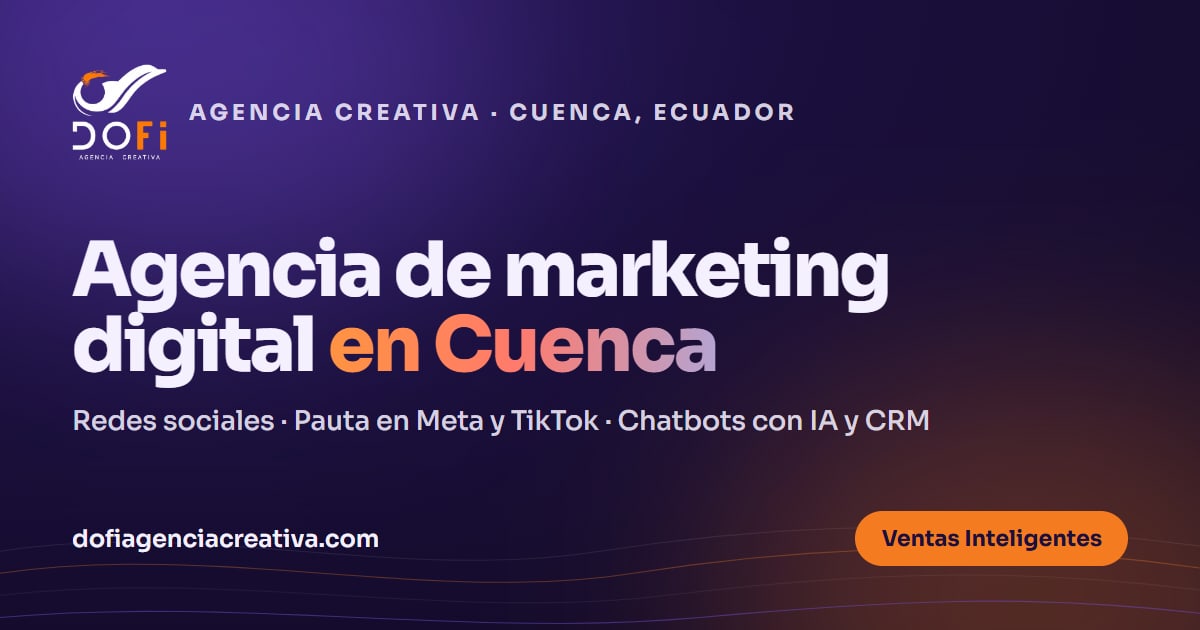 DOFi
AGENCIA CREATIVA
AGENCIA CREATIVA · CUENCA, ECUADOR
Agencia de marketing
digital en Cuenca
Redes sociales · Pauta en Meta y TikTok · Chatbots con IA y CRM
dofiagenciacreativa.com
Ventas Inteligentes